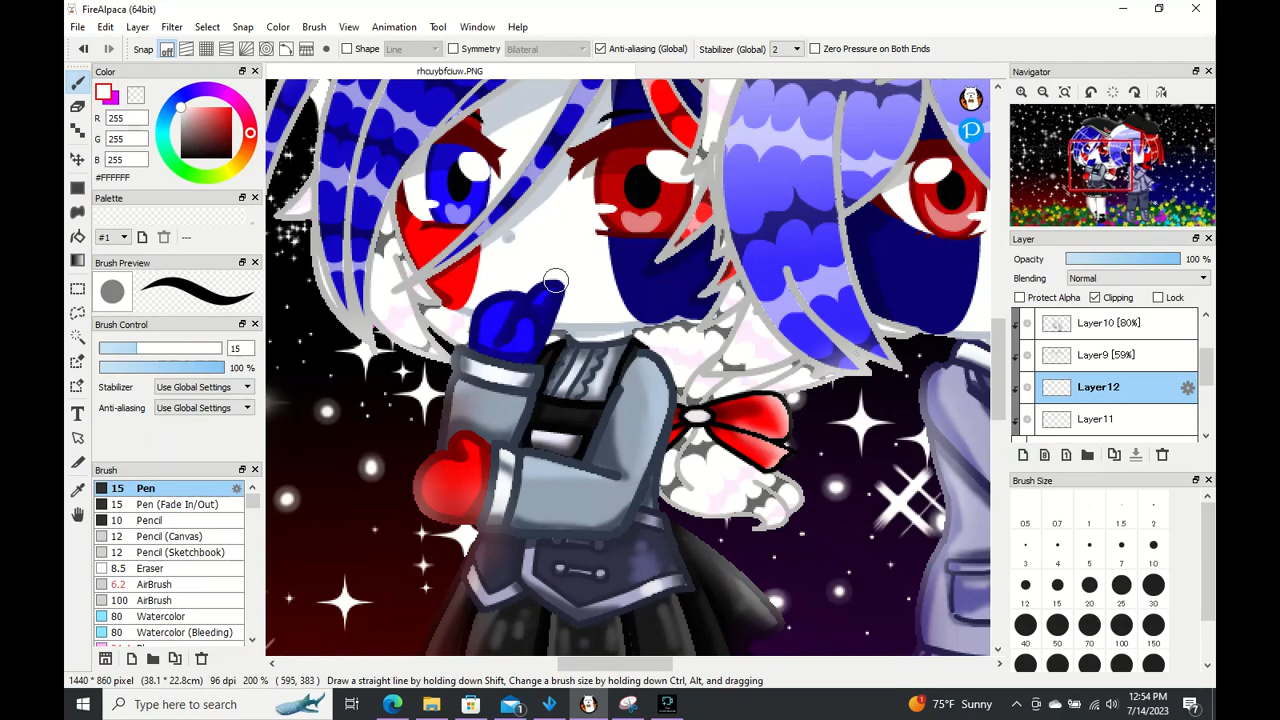 FireAlpaca (64bit)
File Edit Layer Filter Select Snap Color Brush View Animation Tool Window Help
Snap off Shape Line Symmetry Bilateral Anti-aliasing (Global) Stabilizer (Global) 2 Zero Pressure on Both Ends
Color
R 255
G 255
B 255
#FFFFFF
Palette
#1
---
Brush Preview
Brush Control
15
100 %
Stabilizer Use Global Settings
Anti-aliasing Use Global Settings
Brush
15 Pen
15 Pen (Fade In/Out)
10 Pencil
12 Pencil (Canvas)
12 Pencil (Sketchbook)
8.5 Eraser
6.2 AirBrush
100 AirBrush
80 Watercolor
80 Watercolor (Bleeding)
rhcuybfciuw.PNG
P
Navigator
Layer
Opacity 100 %
Blending Normal
Protect Alpha Clipping Lock
Layer10 [80%]
Layer9 [59%]
Layer12
Layer11
Brush Size
0.5 0.7 1 1.5 2
3 4 5 7 10
12 15 20 25 30
40 50 70 100 150
1440 * 860 pixel (38.1 * 22.8cm) 96 dpi 200 % ( 595, 383 ) Draw a straight line by holding down Shift, Change a brush size by holding down Ctrl, Alt, and dragging
Type here to search
1
75°F Sunny
12:54 PM
7/14/2023
7